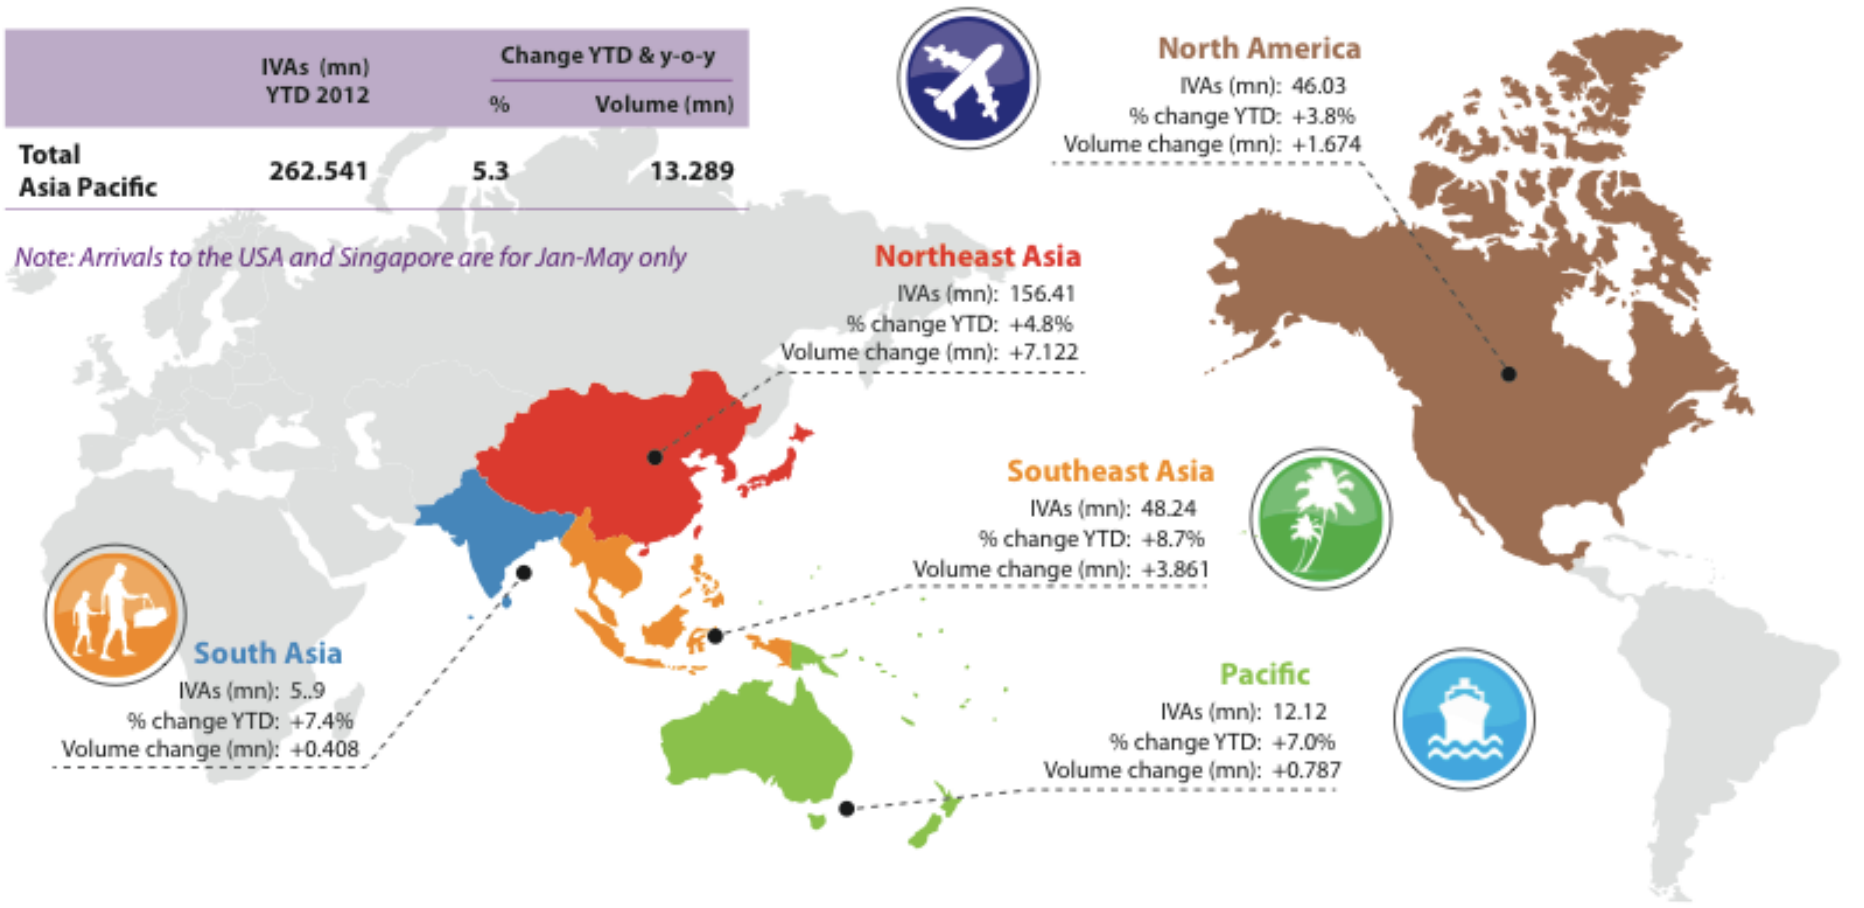 IVAs (mn)
YTD 2012
Change YTD & y-o-y
%
Volume (mn)
Total
Asia Pacific
262.541
5.3
13.289
Note: Arrivals to the USA and Singapore are for Jan-May only
North America
IVAs (mn): 46.03
% change YTD: +3.8%
Volume change (mn): +1.674
Northeast Asia
IVAs (mn): 156.41
% change YTD: +4.8%
Volume change (mn): +7.122
Southeast Asia
IVAs (mn): 48.24
% change YTD: +8.7%
Volume change (mn): +3.861
South Asia
IVAs (mn): 5..9
% change YTD: +7.4%
Volume change (mn): +0.408
Pacific
IVAs (mn): 12.12
% change YTD: +7.0%
Volume change (mn): +0.787